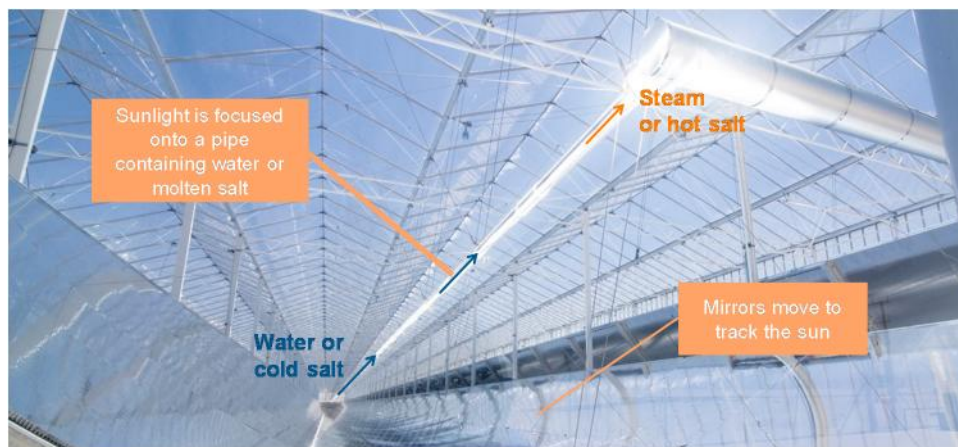 Sunlight is focused
onto a pipe
containing water or
molten salt
Steam
or hot salt
Mirrors move to
track the sun
Water or
cold salt